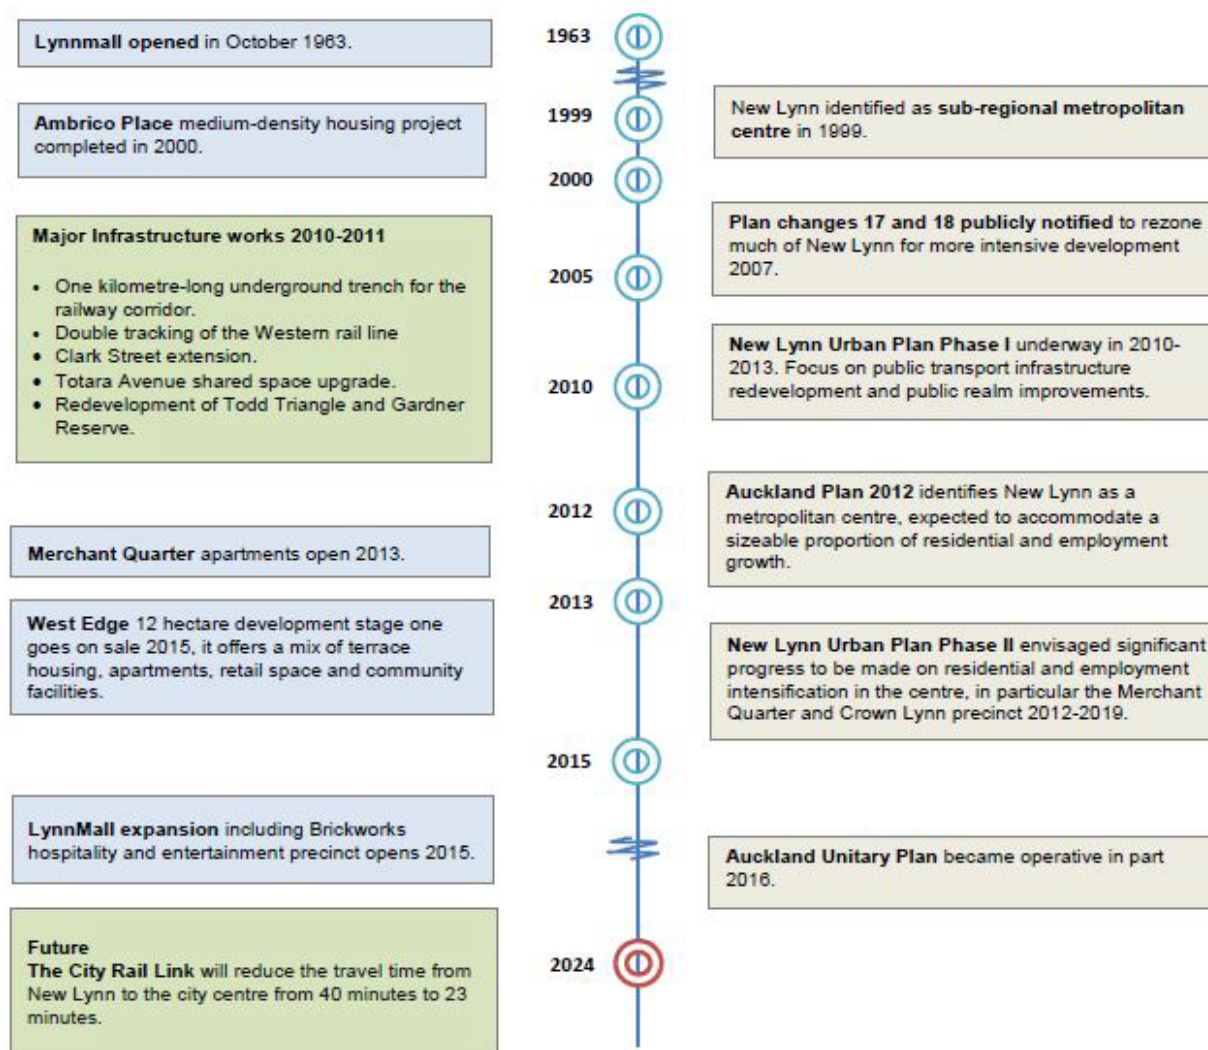 Lynnmall opened in October 1963.
1963
Ambrico Place medium-density housing project
completed in 2000.
1999
New Lynn identified as sub-regional metropolitan
centre in 1999.
2000
Major Infrastructure works 2010-2011
• One kilometre-long underground trench for the
railway corridor.
• Double tracking of the Western rail line
• Clark Street extension.
• Totara Avenue shared space upgrade.
• Redevelopment of Todd Triangle and Gardner
Reserve.
Plan changes 17 and 18 publicly notified to rezone
much of New Lynn for more intensive development
2007.
2005
New Lynn Urban Plan Phase I underway in 2010-
2013. Focus on public transport infrastructure
redevelopment and public realm improvements.
2010
Auckland Plan 2012 identifies New Lynn as a
metropolitan centre, expected to accommodate a
sizeable proportion of residential and employment
growth.
2012
Merchant Quarter apartments open 2013.
2013
West Edge 12 hectare development stage one
goes on sale 2015, it offers a mix of terrace
housing, apartments, retail space and community
facilities.
New Lynn Urban Plan Phase II envisaged significant
progress to be made on residential and employment
intensification in the centre, in particular the Merchant
Quarter and Crown Lynn precinct 2012-2019.
2015
LynnMall expansion including Brickworks
hospitality and entertainment precinct opens 2015.
Auckland Unitary Plan became operative in part
2016.
Future
The City Rail Link will reduce the travel time from
New Lynn to the city centre from 40 minutes to 23
minutes.
2024